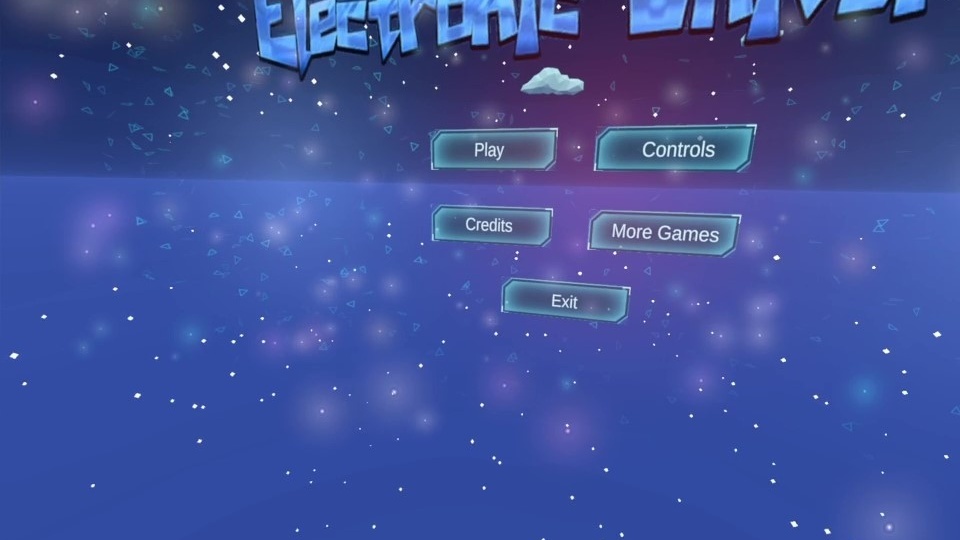 Electronic
Play
Controls
Credits
More Games
Exit